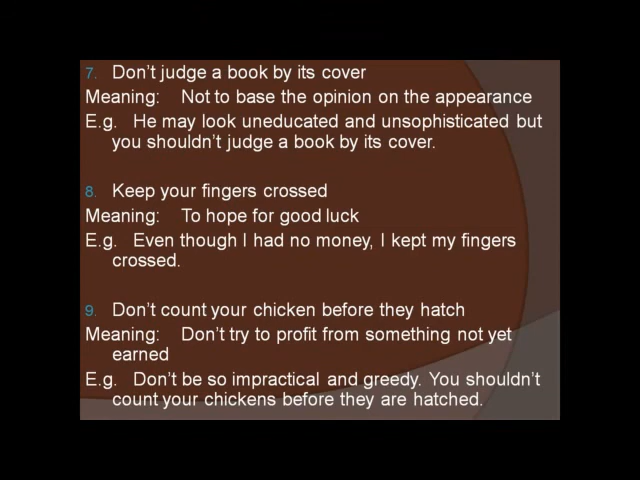 7. Don't judge a book by its cover
Meaning: Not to base the opinion on the appearance
E.g. He may look uneducated and unsophisticated but
you shouldn't judge a book by its cover.
8. Keep your fingers crossed
Meaning: To hope for good luck
E.g. Even though I had no money, I kept my fingers
crossed.
9. Don't count your chicken before they hatch
Meaning: Don't try to profit from something not yet
earned
E.g. Don't be so impractical and greedy. You shouldn't
count your chickens before they are hatched.